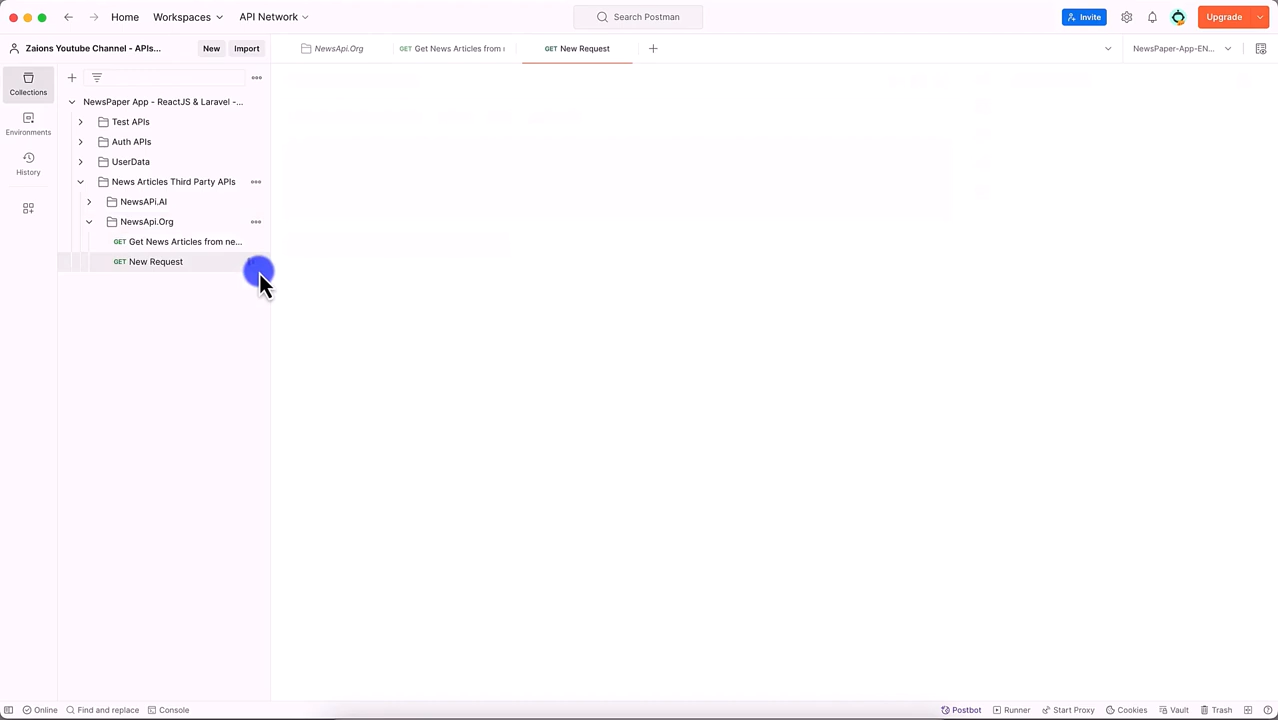 Home Workspaces API Network Search Postman Invite Upgrade
Zaions Youtube Channel - APIs... New Import NewsApi.Org GET Get News Articles from GET New Request NewsPaper-App-EN...
Collections
Environments
History
NewsPaper App - ReactJS & Laravel -...
Test APIs
Auth APIs
UserData
News Articles Third Party APIs
NewsAPi.AI
NewsApi.Org
GET Get News Articles from ne...
GET New Request
Online Find and replace Console Postbot Runner Start Proxy Cookies Vault Trash